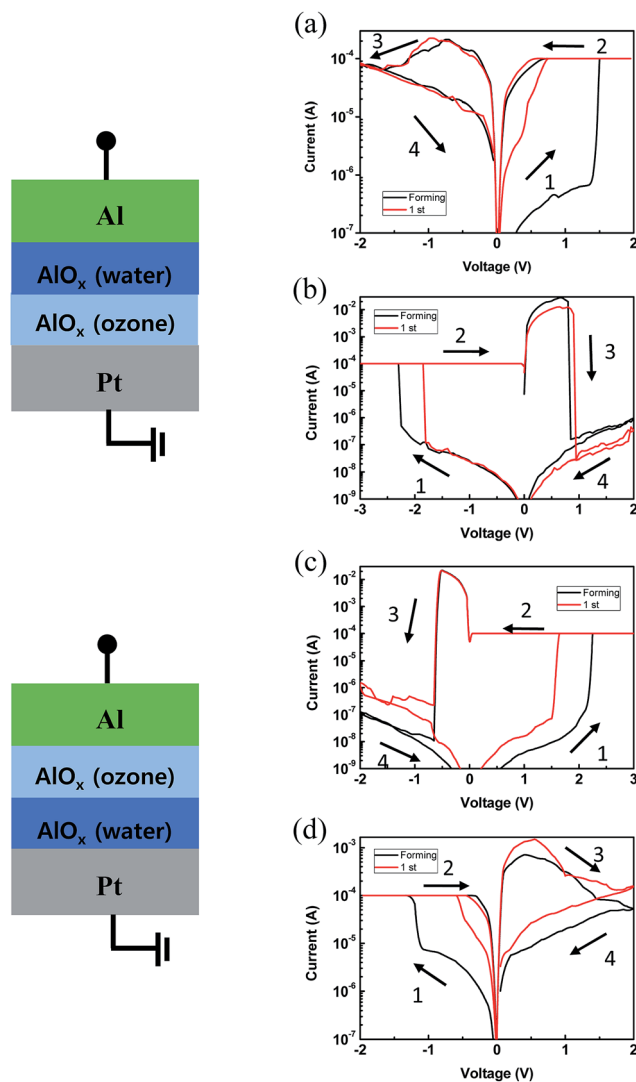 (a)
10⁻⁴
10⁻⁵
10⁻⁶
10⁻⁷
Current (A)
3
2
4
1
Forming
1 st
-2 -1 0 1 2
Voltage (V)
Al
AlOₓ (water)
AlOₓ (ozone)
Pt
(b)
10⁻²
10⁻³
10⁻⁴
10⁻⁵
10⁻⁶
10⁻⁷
10⁻⁸
10⁻⁹
Current (A)
Forming
1 st
2
3
1
4
-3 -2 -1 0 1 2
Voltage (V)
(c)
10⁻²
10⁻³
10⁻⁴
10⁻⁵
10⁻⁶
10⁻⁷
10⁻⁸
10⁻⁹
Current (A)
Forming
1 st
3
2
4
1
-2 -1 0 1 2 3
Voltage (V)
Al
AlOₓ (ozone)
AlOₓ (water)
Pt
(d)
10⁻³
10⁻⁴
10⁻⁵
10⁻⁶
10⁻⁷
Current (A)
Forming
1 st
2
3
1
4
-2 -1 0 1 2
Voltage (V)